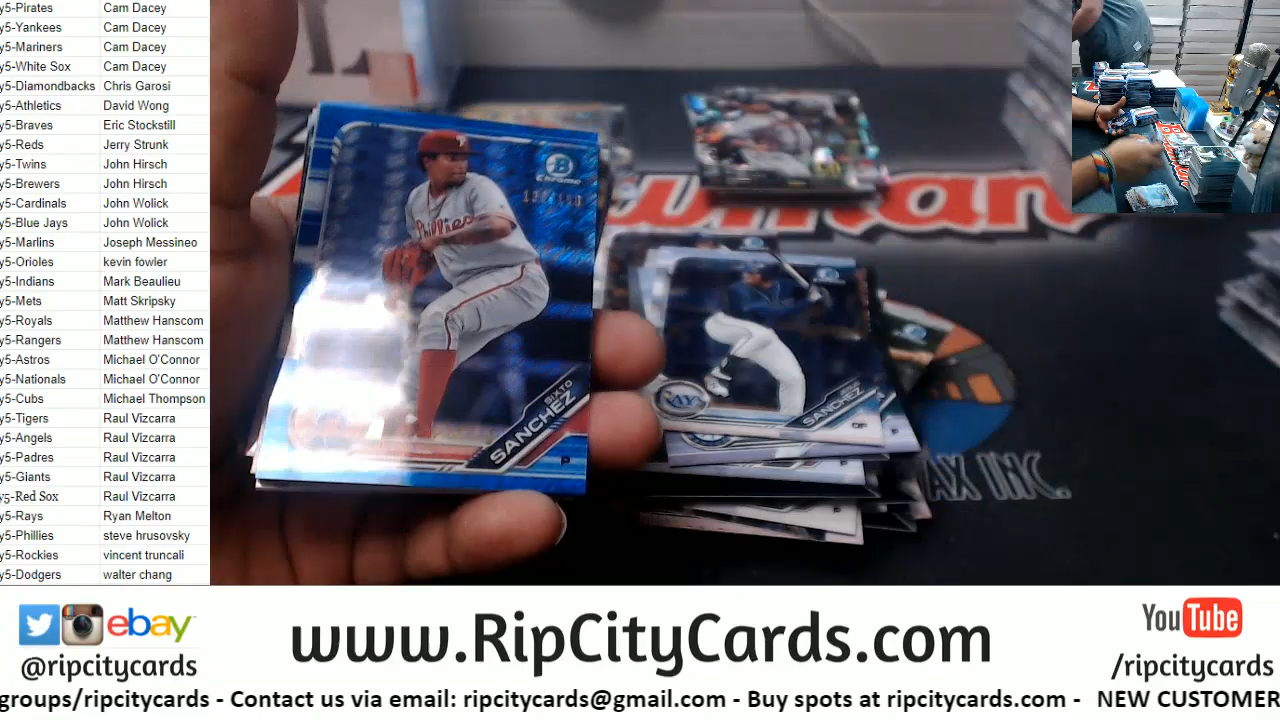 y5-Pirates Cam Dacey
y5-Yankees Cam Dacey
y5-Mariners Cam Dacey
y5-White Sox Cam Dacey
y5-Diamondbacks Chris Garosi
y5-Athletics David Wong
y5-Braves Eric Stockstill
y5-Reds Jerry Strunk
y5-Twins John Hirsch
y5-Brewers John Hirsch
y5-Cardinals John Wolick
y5-Blue Jays John Wolick
y5-Marlins Joseph Messineo
y5-Orioles kevin fowler
y5-Indians Mark Beaulieu
y5-Mets Matt Skripsky
y5-Royals Matthew Hanscom
y5-Rangers Matthew Hanscom
y5-Astros Michael O'Connor
y5-Nationals Michael O'Connor
y5-Cubs Michael Thompson
y5-Tigers Raul Vizcarra
y5-Angels Raul Vizcarra
y5-Padres Raul Vizcarra
y5-Giants Raul Vizcarra
y5-Red Sox Raul Vizcarra
y5-Rays Ryan Melton
y5-Phillies steve hrusovsky
y5-Rockies vincent truncali
y5-Dodgers walter chang
B
Chrome
Phillies
SIXTO
SANCHEZ
P
RAYS
SANCHEZ
AX INC.
ebay
@ripcitycards
www.RipCityCards.com
YouTube
/ripcitycards
groups/ripcitycards - Contact us via email: ripcitycards@gmail.com - Buy spots at ripcitycards.com - NEW CUSTOMER